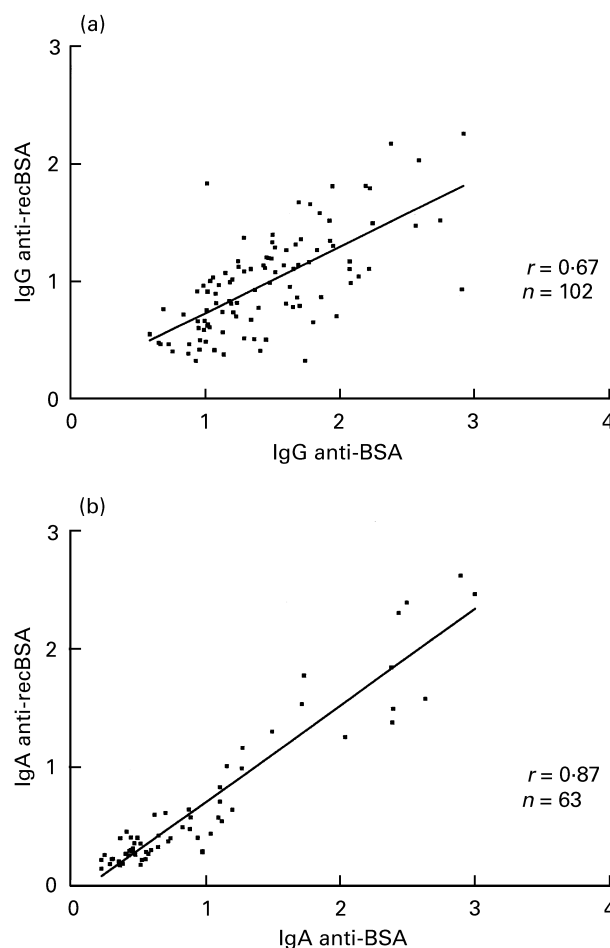 (a)
3
2
1
0
IgG anti-recBSA
r = 0·67
n = 102
0 1 2 3 4
IgG anti-BSA
(b)
3
2
1
0
IgA anti-recBSA
r = 0·87
n = 63
0 1 2 3 4
IgA anti-BSA